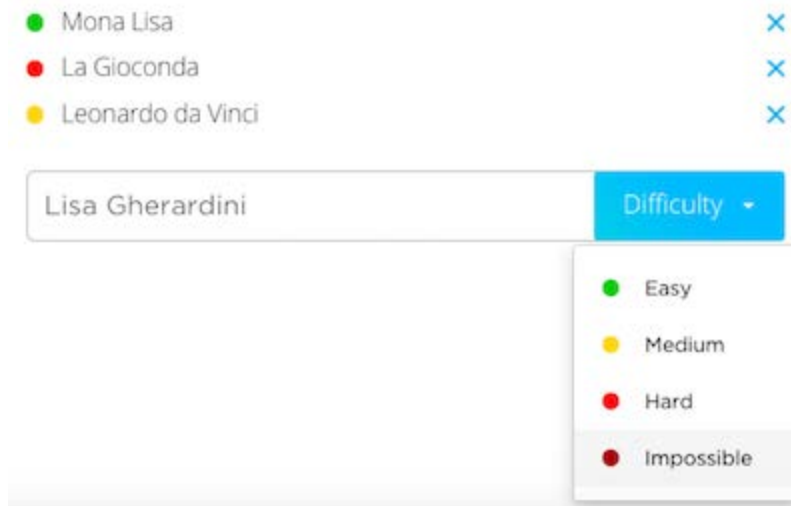 Mona Lisa
La Gioconda
Leonardo da Vinci
Lisa Gherardini
Difficulty
Easy
Medium
Hard
Impossible